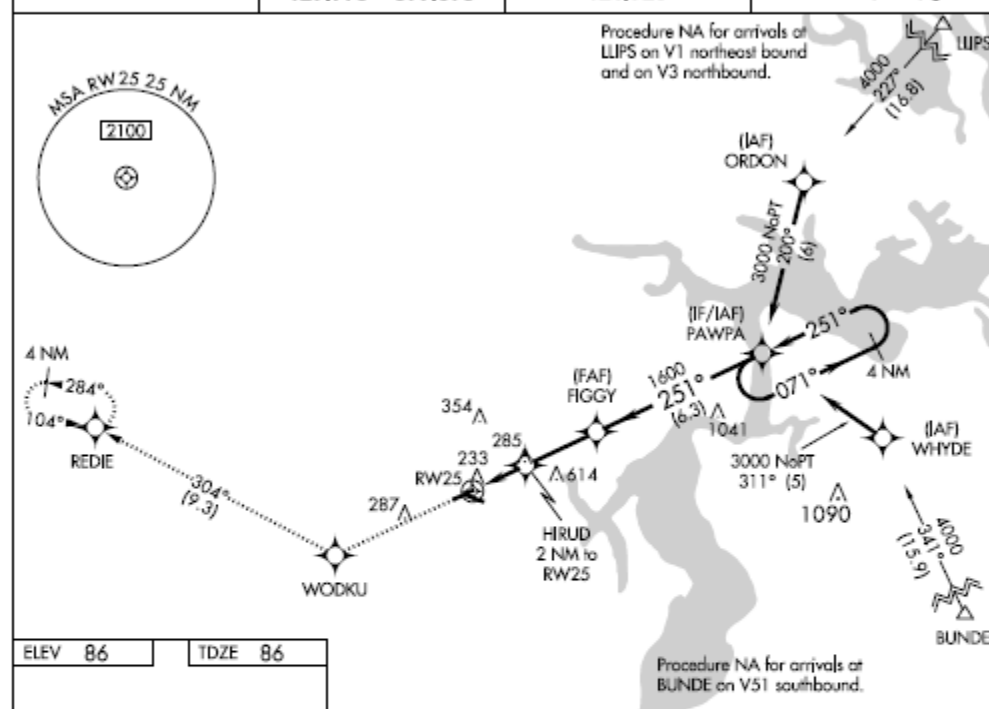 Procedure NA for arrivals at
LLIPS on V1 northeast bound
and on V3 northbound.
LLIPS
4000
227°
(16.8)
MSA RW25 25 NM
2100
(IAF)
ORDON
3000 NoPT
200°
(6)
(IF/IAF)
PAWPA
251°
071°
4 NM
1600
251°
(6.3)
(FAF)
FIGGY
1041
(IAF)
WHYDE
3000 NoPT
311° (5)
1090
4000
341°
(15.9)
BUNDE
4 NM
284°
104°
REDIE
354
285
233
RW25
614
287
HIRUD
2 NM to
RW25
304°
(9.3)
WODKU
ELEV 86
TDZE 86
Procedure NA for arrivals at
BUNDE on V51 southbound.